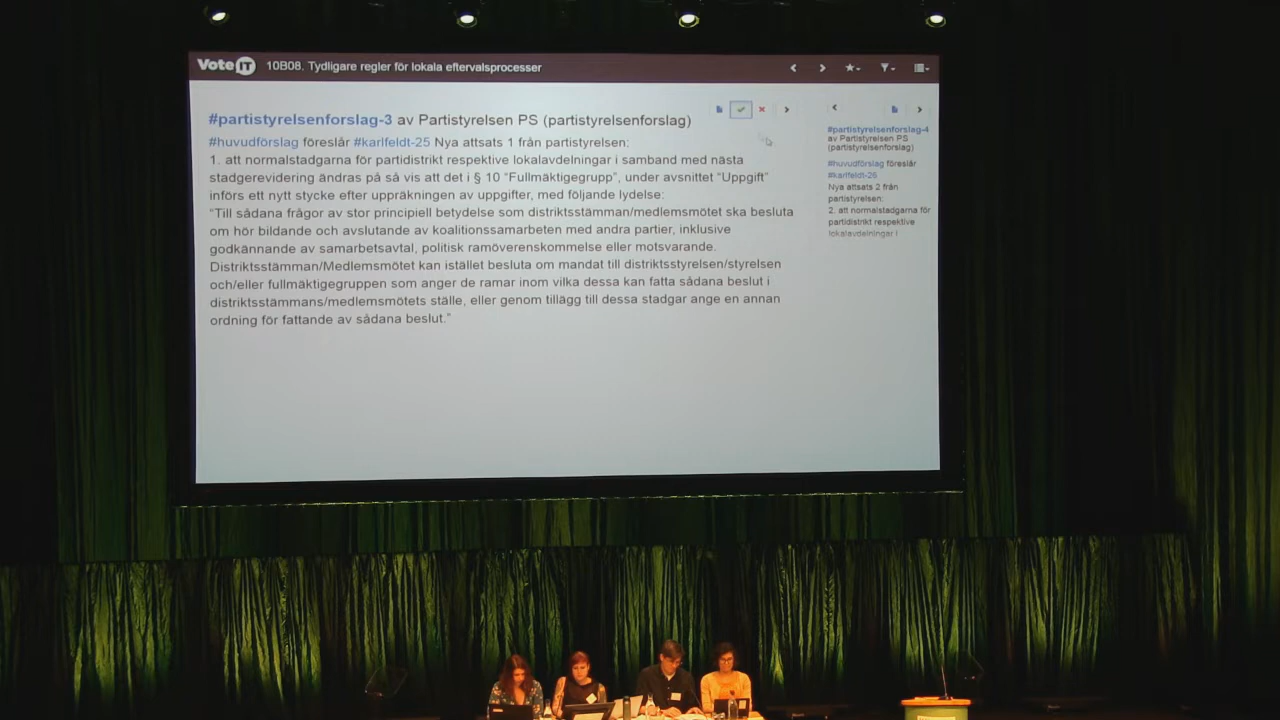 VoteIT 10B08. Tydligare regler för lokala eftervalsprocesser
#partistyrelsenforslag-3 av Partistyrelsen PS (partistyrelsenforslag)
#huvudförslag föreslår #karlfeldt-25 Nya attsats 1 från partistyrelsen:
1. att normalstadgarna för partidistrikt respektive lokalavdelningar i samband med nästa
stadgerevidering ändras på så vis att det i § 10 "Fullmäktigegrupp", under avsnittet "Uppgift"
införs ett nytt stycke efter uppräkningen av uppgifter, med följande lydelse:
"Till sådana frågor av stor principiell betydelse som distriktsstämman/medlemsmötet ska besluta
om hör bildande och avslutande av koalitionssamarbeten med andra partier, inklusive
godkännande av samarbetsavtal, politisk ramöverenskommelse eller motsvarande.
Distriktsstämman/Medlemsmötet kan istället besluta om mandat till distriktsstyrelsen/styrelsen
och/eller fullmäktigegruppen som anger de ramar inom vilka dessa kan fatta sådana beslut i
distriktsstämmans/medlemsmötets ställe, eller genom tillägg till dessa stadgar ange en annan
ordning för fattande av sådana beslut."
#partistyrelsenforslag-4
av Partistyrelsen PS
(partistyrelsenforslag)
#huvudförslag föreslår
#karlfeldt-26
Nya attsats 2 från
partistyrelsen:
2. att normalstadgarna för
partidistrikt respektive
lokalavdelningar i